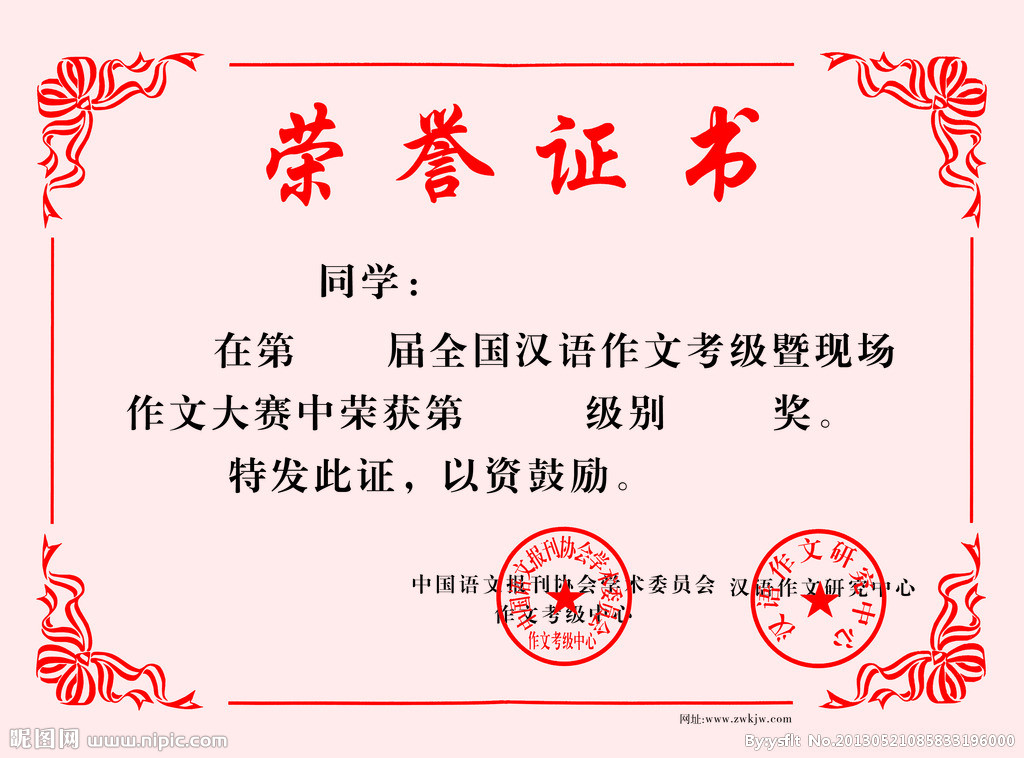 荣誉证书
同学：
在第 届全国汉语作文考级暨现场
作文大赛中荣获第 级别 奖。
特发此证，以资鼓励。
中国语文报刊协会学术委员会 汉语作文研究中心
作文考级中心
中国语文报刊协会学术委员会
作文考级中心
汉语作文研究中心
网址:www.zwkjw.com
昵图网 www.nipic.com
By:ysflt No.20130521085833196000